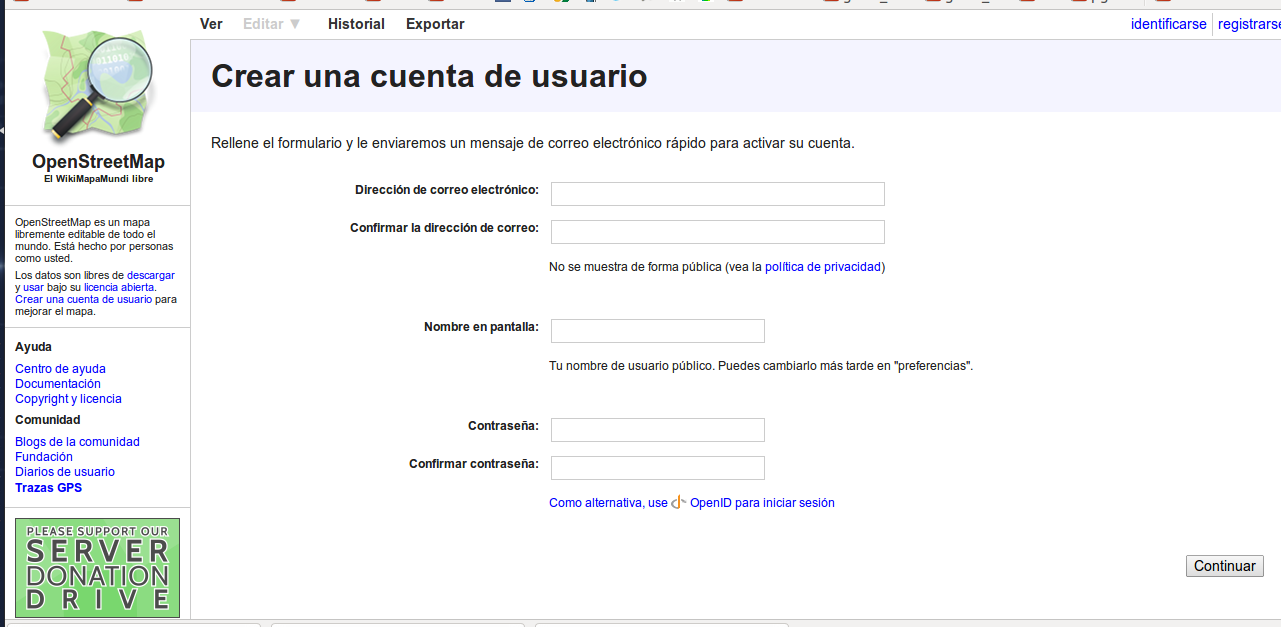 Ver Editar ▼ Historial Exportar
identificarse registrarse
OpenStreetMap
El WikiMapaMundi libre
OpenStreetMap es un mapa
libremente editable de todo el
mundo. Está hecho por personas
como usted.
Los datos son libres de descargar
y usar bajo su licencia abierta.
Crear una cuenta de usuario para
mejorar el mapa.
Ayuda
Centro de ayuda
Documentación
Copyright y licencia
Comunidad
Blogs de la comunidad
Fundación
Diarios de usuario
Trazas GPS
PLEASE SUPPORT OUR
SERVER
DONATION
DRIVE
Crear una cuenta de usuario
Rellene el formulario y le enviaremos un mensaje de correo electrónico rápido para activar su cuenta.
Dirección de correo electrónico:
Confirmar la dirección de correo:
No se muestra de forma pública (vea la política de privacidad)
Nombre en pantalla:
Tu nombre de usuario público. Puedes cambiarlo más tarde en "preferencias".
Contraseña:
Confirmar contraseña:
Como alternativa, use OpenID para iniciar sesión
Continuar